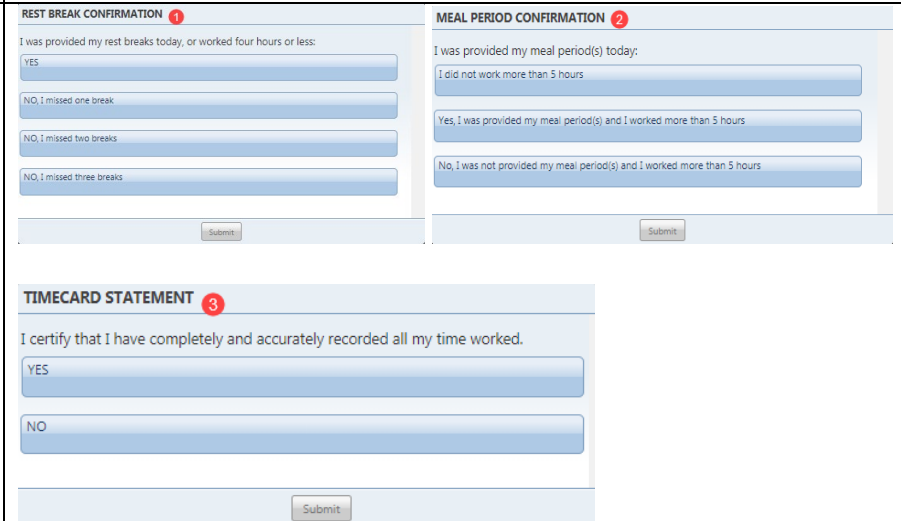 REST BREAK CONFIRMATION 1
I was provided my rest breaks today, or worked four hours or less:
YES
NO, I missed one break
NO, I missed two breaks
NO, I missed three breaks
Submit
MEAL PERIOD CONFIRMATION 2
I was provided my meal period(s) today:
I did not work more than 5 hours
Yes, I was provided my meal period(s) and I worked more than 5 hours
No, I was not provided my meal period(s) and I worked more than 5 hours
Submit
TIMECARD STATEMENT 3
I certify that I have completely and accurately recorded all my time worked.
YES
NO
Submit